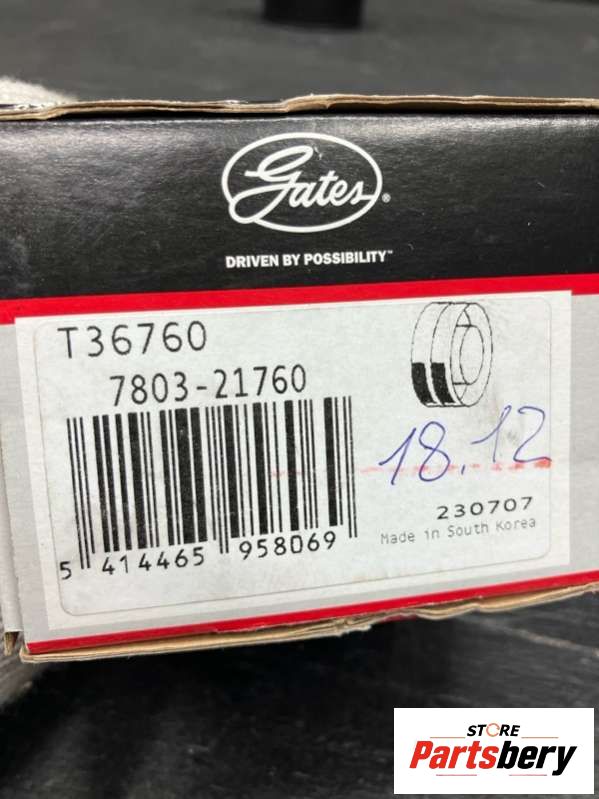 Gates®
DRIVEN BY POSSIBILITY™
T36760
7803-21760
18.12
230707
Made in South Korea
5 414465 958069
STORE
Partsbery